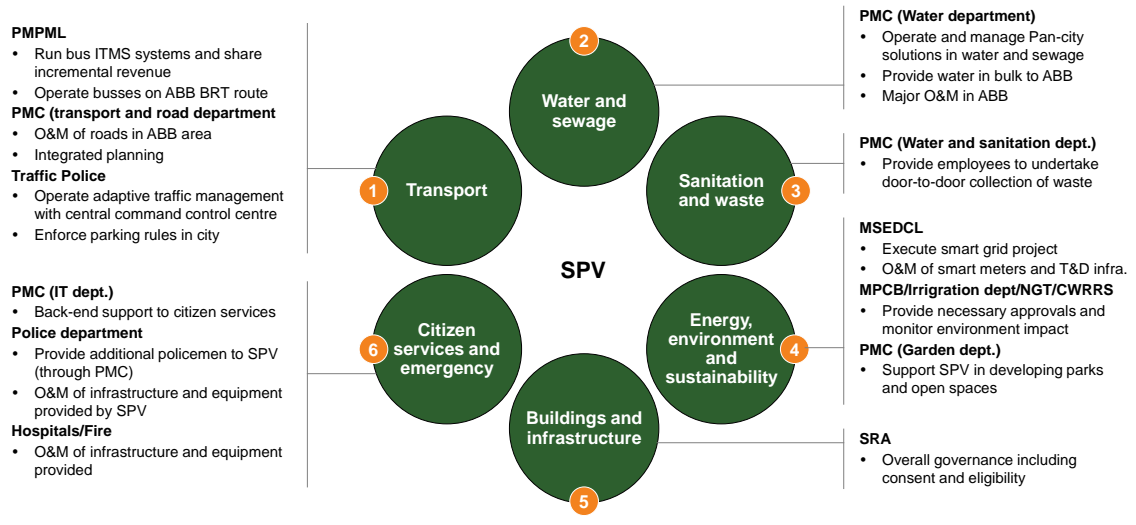 PMPML
• Run bus ITMS systems and share
incremental revenue
• Operate busses on ABB BRT route
PMC (transport and road department
• O&M of roads in ABB area
• Integrated planning
Traffic Police
• Operate adaptive traffic management
with central command control centre
• Enforce parking rules in city
1
Transport
2
Water and
sewage
PMC (Water department)
• Operate and manage Pan-city
solutions in water and sewage
• Provide water in bulk to ABB
• Major O&M in ABB
Sanitation
and waste
3
PMC (Water and sanitation dept.)
• Provide employees to undertake
door-to-door collection of waste
SPV
Energy,
environment
and
sustainability
4
MSEDCL
• Execute smart grid project
• O&M of smart meters and T&D infra.
MPCB/Irrigration dept/NGT/CWRRS
• Provide necessary approvals and
monitor environment impact
PMC (Garden dept.)
• Support SPV in developing parks
and open spaces
Buildings and
infrastructure
5
SRA
• Overall governance including
consent and eligibility
6
Citizen
services and
emergency
PMC (IT dept.)
• Back-end support to citizen services
Police department
• Provide additional policemen to SPV
(through PMC)
• O&M of infrastructure and equipment
provided by SPV
Hospitals/Fire
• O&M of infrastructure and equipment
provided